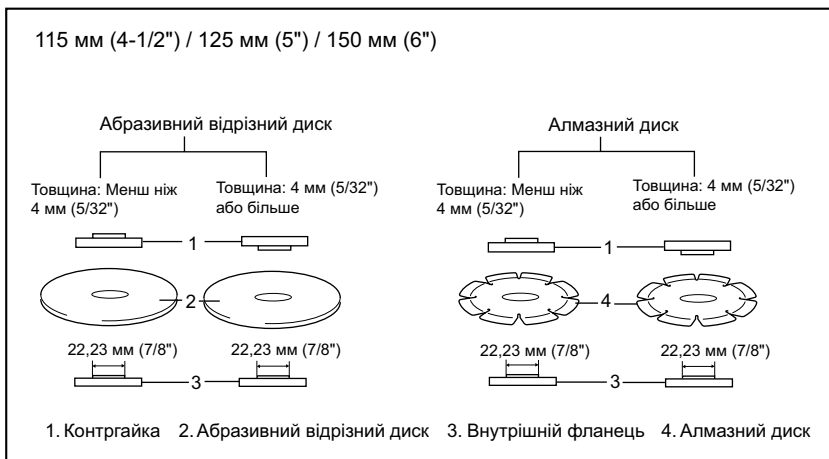 115 мм (4-1/2") / 125 мм (5") / 150 мм (6")
Абразивний відрізний диск
Алмазний диск
Товщина: Менш ніж
4 мм (5/32")
Товщина: 4 мм (5/32")
або більше
Товщина: Менш ніж
4 мм (5/32")
Товщина: 4 мм (5/32")
або більше
1
1
2
4
22,23 мм (7/8")
22,23 мм (7/8")
22,23 мм (7/8")
22,23 мм (7/8")
3
3
1. Контргайка 2. Абразивний відрізний диск 3. Внутрішній фланець 4. Алмазний диск